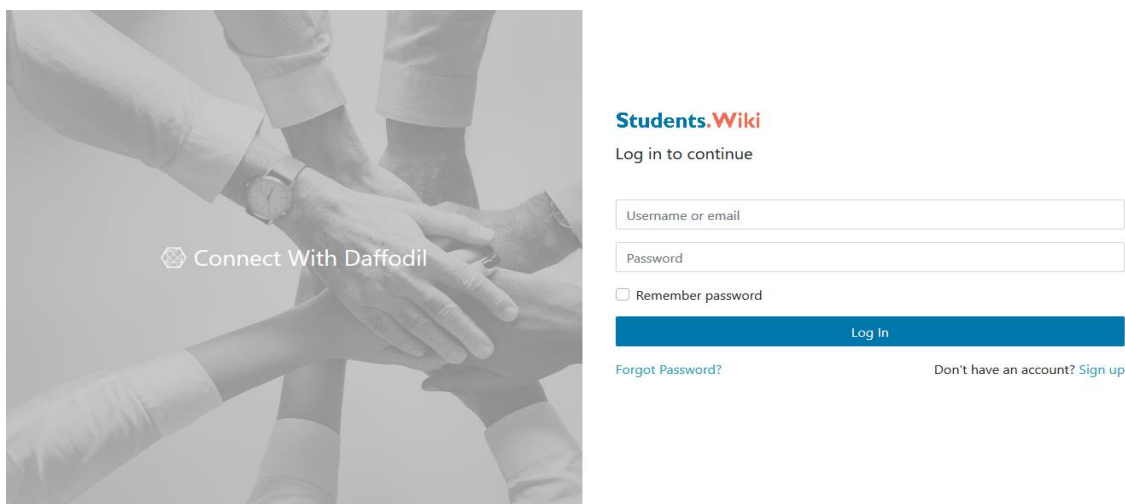 Connect With Daffodil
Students.Wiki
Log in to continue
Username or email
Password
Remember password
Log In
Forgot Password?
Don't have an account? Sign up